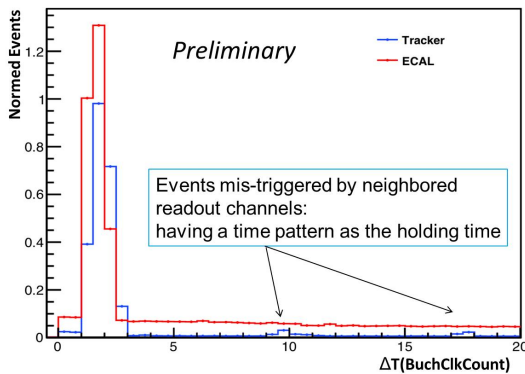 Normed Events
1.2
1
0.8
0.6
0.4
0.2
0
Preliminary
Tracker
ECAL
Events mis-triggered by neighbored
readout channels:
having a time pattern as the holding time
0 5 10 15 20
ΔT(BuchClkCount)